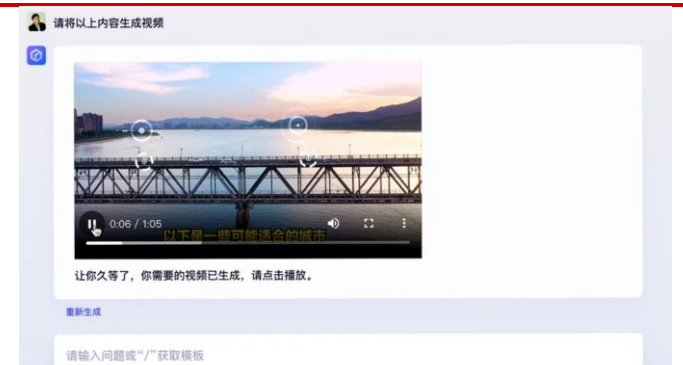 请将以上内容生成视频
0:06 / 1:05
以下是一些可能适合的城市
让你久等了，你需要的视频已生成，请点击播放。
重新生成
请输入问题或“/”获取模板